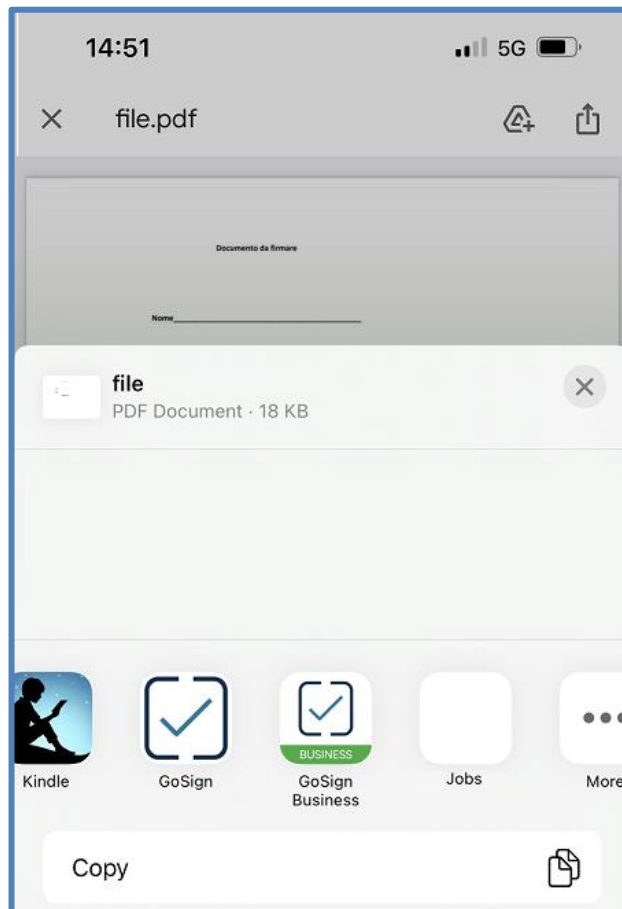 14:51
5G
file.pdf
Documento da firmare
Nome
file
PDF Document · 18 KB
BUSINESS
Kindle
GoSign
GoSign
Business
Jobs
More
Copy